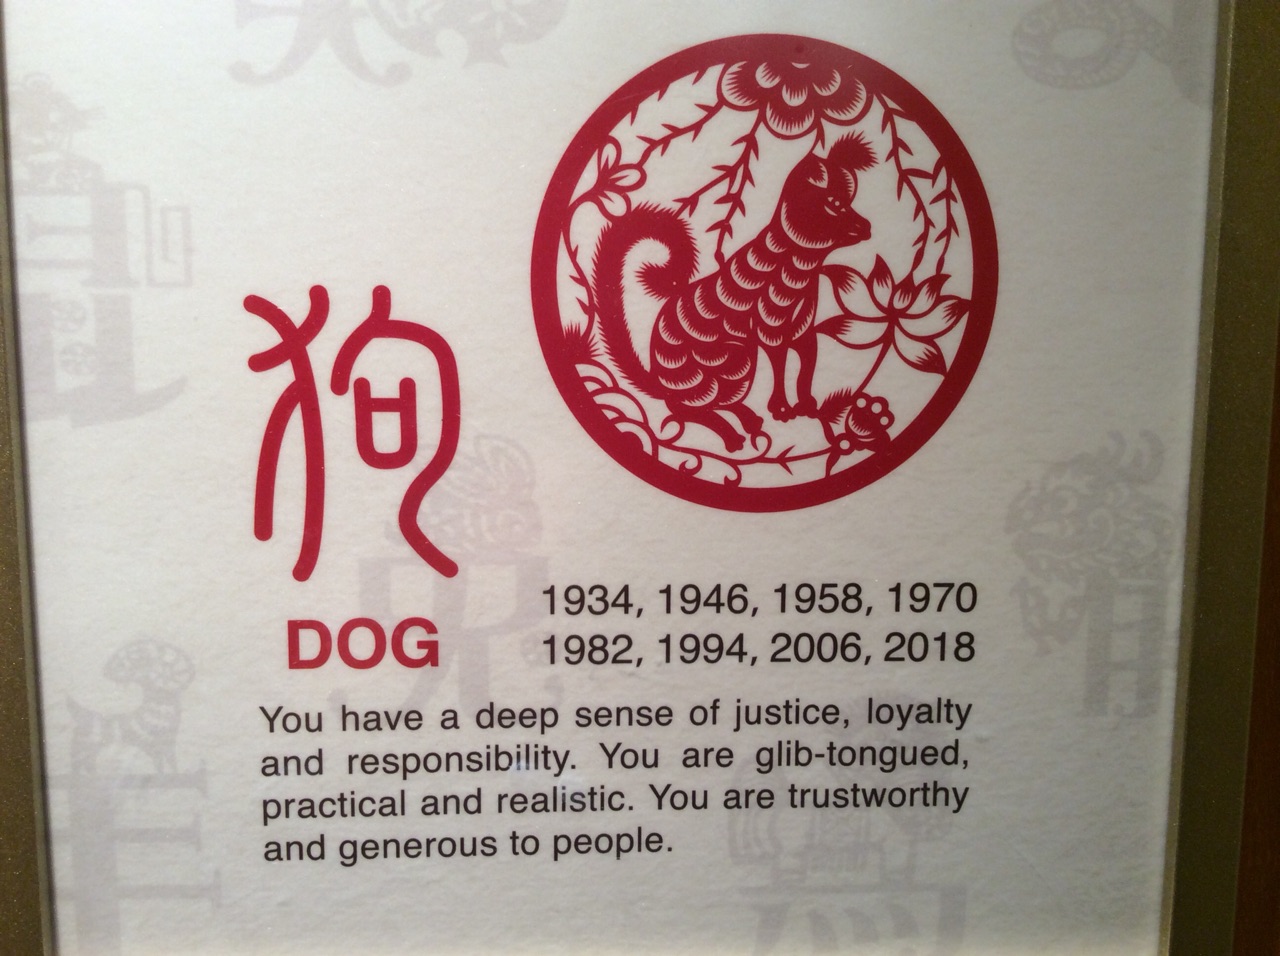 狗
DOG
1934, 1946, 1958, 1970
1982, 1994, 2006, 2018
You have a deep sense of justice, loyalty
and responsibility. You are glib-tongued,
practical and realistic. You are trustworthy
and generous to people.